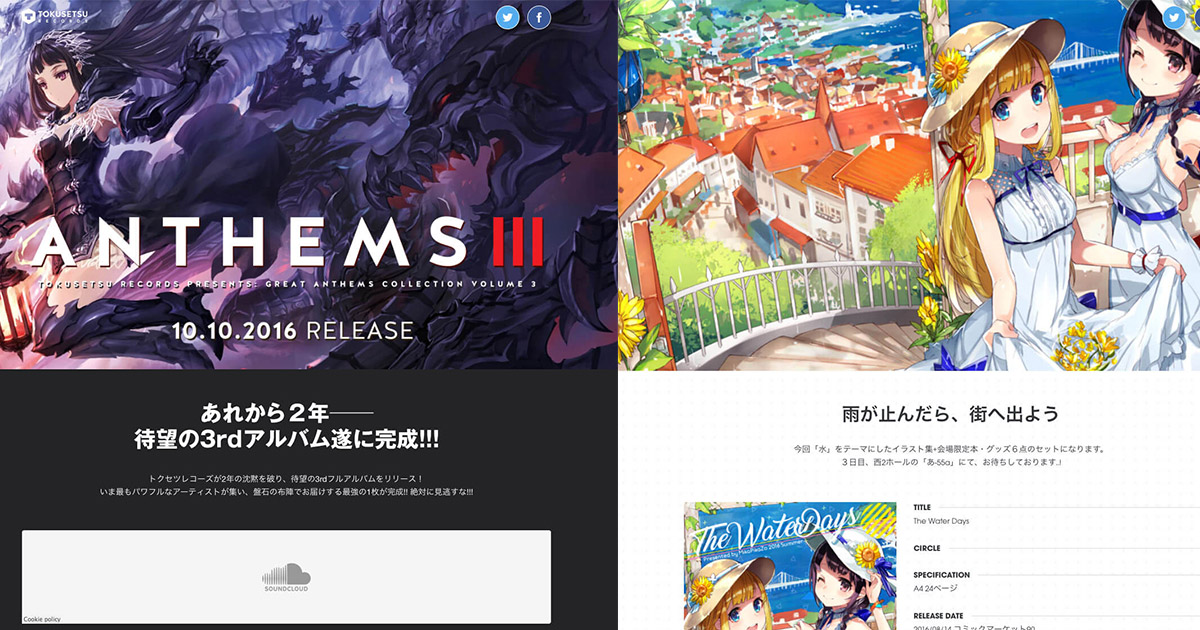 TOKUSETSU
RECORDS
ANTHEMS III
TOKUSETSU RECORDS PRESENTS: GREAT ANTHEMS COLLECTION VOLUME 3
10.10.2016 RELEASE
あれから2年――
待望の3rdアルバム遂に完成!!!
トクセツレコーズが2年の沈黙を破り、待望の3rdフルアルバムをリリース！
いま最もパワフルなアーティストが集い、盤石の布陣でお届けする最強の1枚が完成!! 絶対に見逃すな!!!
SOUNDCLOUD
Cookie policy
雨が止んだら、街へ出よう
今回「水」をテーマにしたイラスト集+会場限定本・グッズ６点のセットになります。
３日目、西2ホールの「あ-55a」にて、お待ちしております..!
The Water Days
Presented by MikoPikaZo 2016 Summer
TITLE
The Water Days
CIRCLE
SPECIFICATION
A4 24ページ
RELEASE DATE
2016/08/14 コミックマーケット90